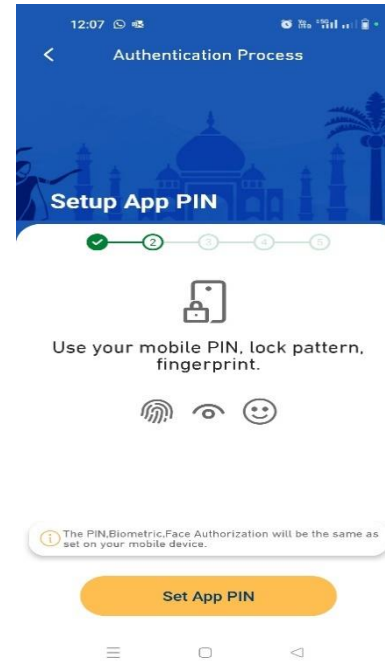 12:07
Authentication Process
Setup App PIN
2 3 4 5
Use your mobile PIN, lock pattern,
fingerprint.
The PIN,Biometric,Face Authorization will be the same as
set on your mobile device.
Set App PIN